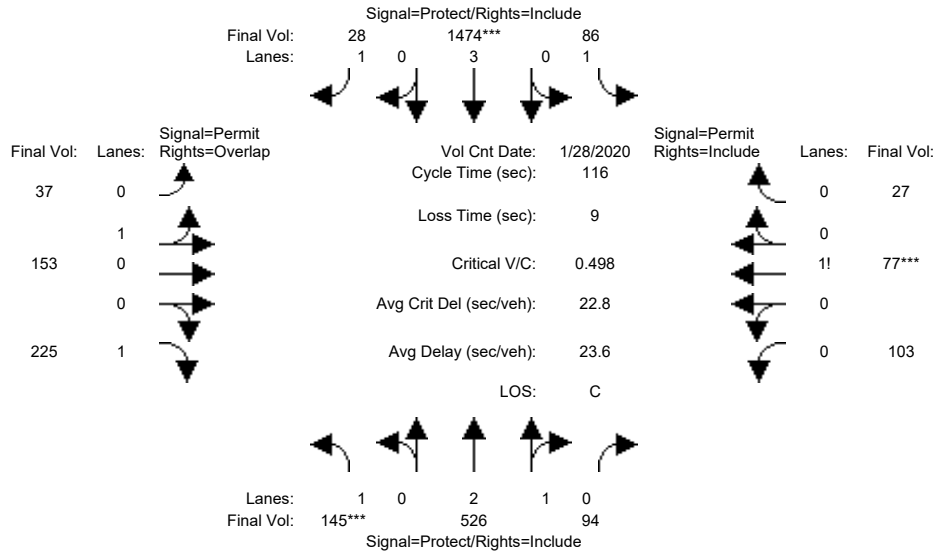 Signal=Protect/Rights=Include
Final Vol: 28 1474*** 86
Lanes: 1 0 3 0 1
Signal=Permit Signal=Permit
Final Vol: Lanes: Rights=Overlap Vol Cnt Date: 1/28/2020 Rights=Include Lanes: Final Vol:
Cycle Time (sec): 116
37 0 0 27
Loss Time (sec): 9
1 0
153 0 Critical V/C: 0.498 1! 77***
0 Avg Crit Del (sec/veh): 22.8 0
225 1 Avg Delay (sec/veh): 23.6 0 103
LOS: C
Lanes: 1 0 2 1 0
Final Vol: 145*** 526 94
Signal=Protect/Rights=Include